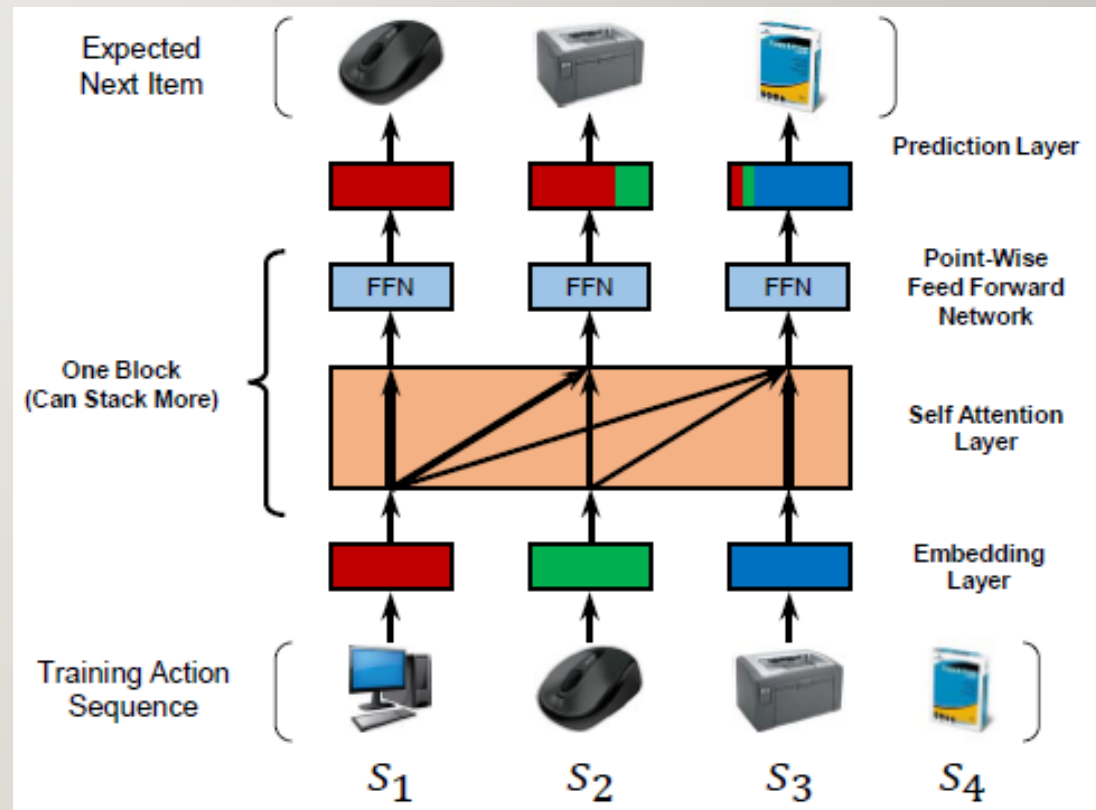 Expected
Next Item
Prediction Layer
FFN
FFN
FFN
Point-Wise
Feed Forward
Network
One Block
(Can Stack More)
Self Attention
Layer
Embedding
Layer
Training Action
Sequence
S1
S2
S3
S4